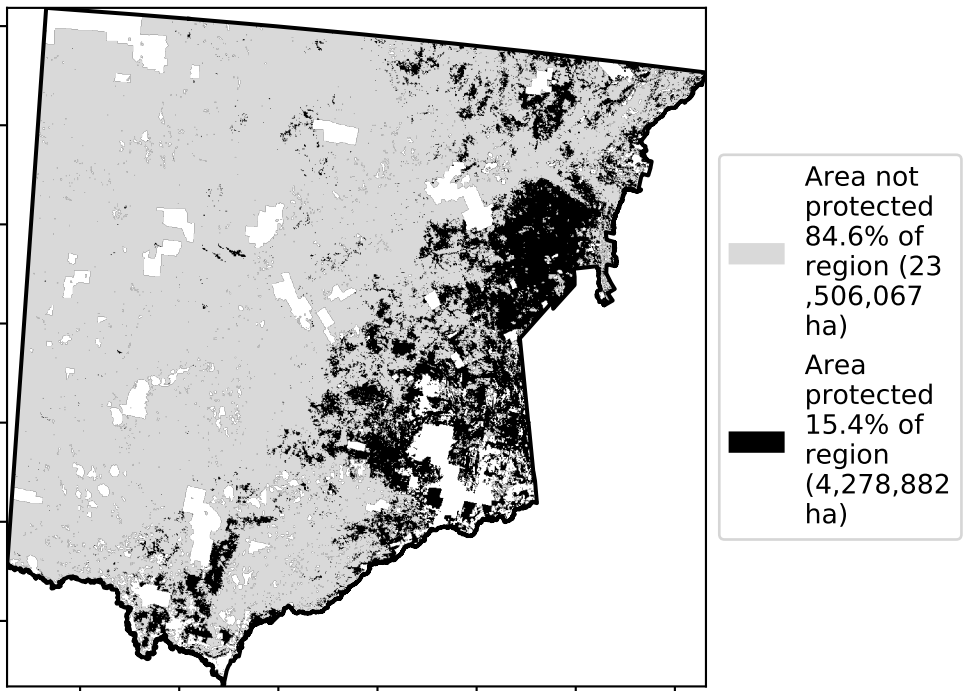 Area not
protected
84.6% of
region (23
,506,067
ha)
Area
protected
15.4% of
region
(4,278,882
ha)